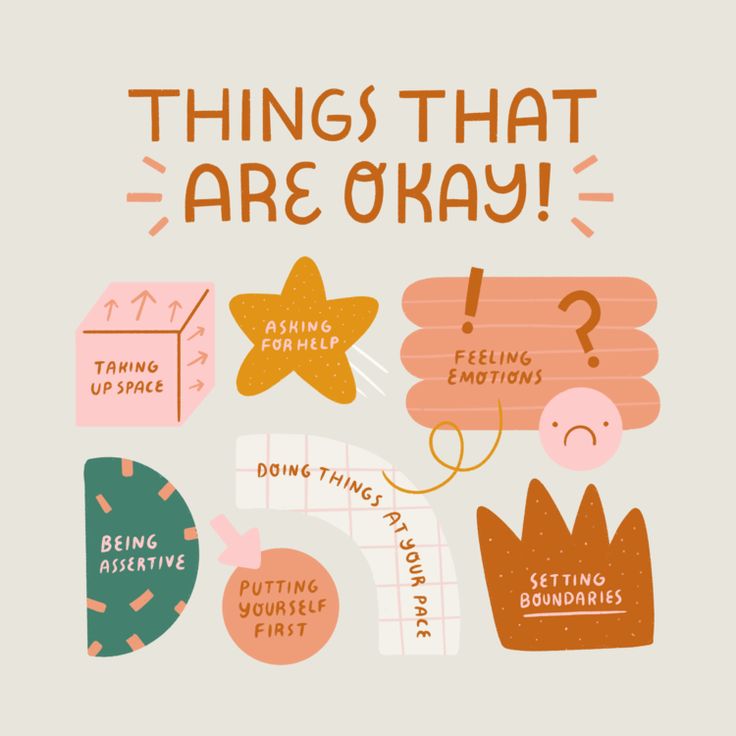 THINGS THAT
ARE OKAY!
TAKING
UP SPACE
ASKING
FOR HELP
! ?
FEELING
EMOTIONS
BEING
ASSERTIVE
PUTTING
YOURSELF
FIRST
DOING THINGS AT YOUR PACE
SETTING
BOUNDARIES